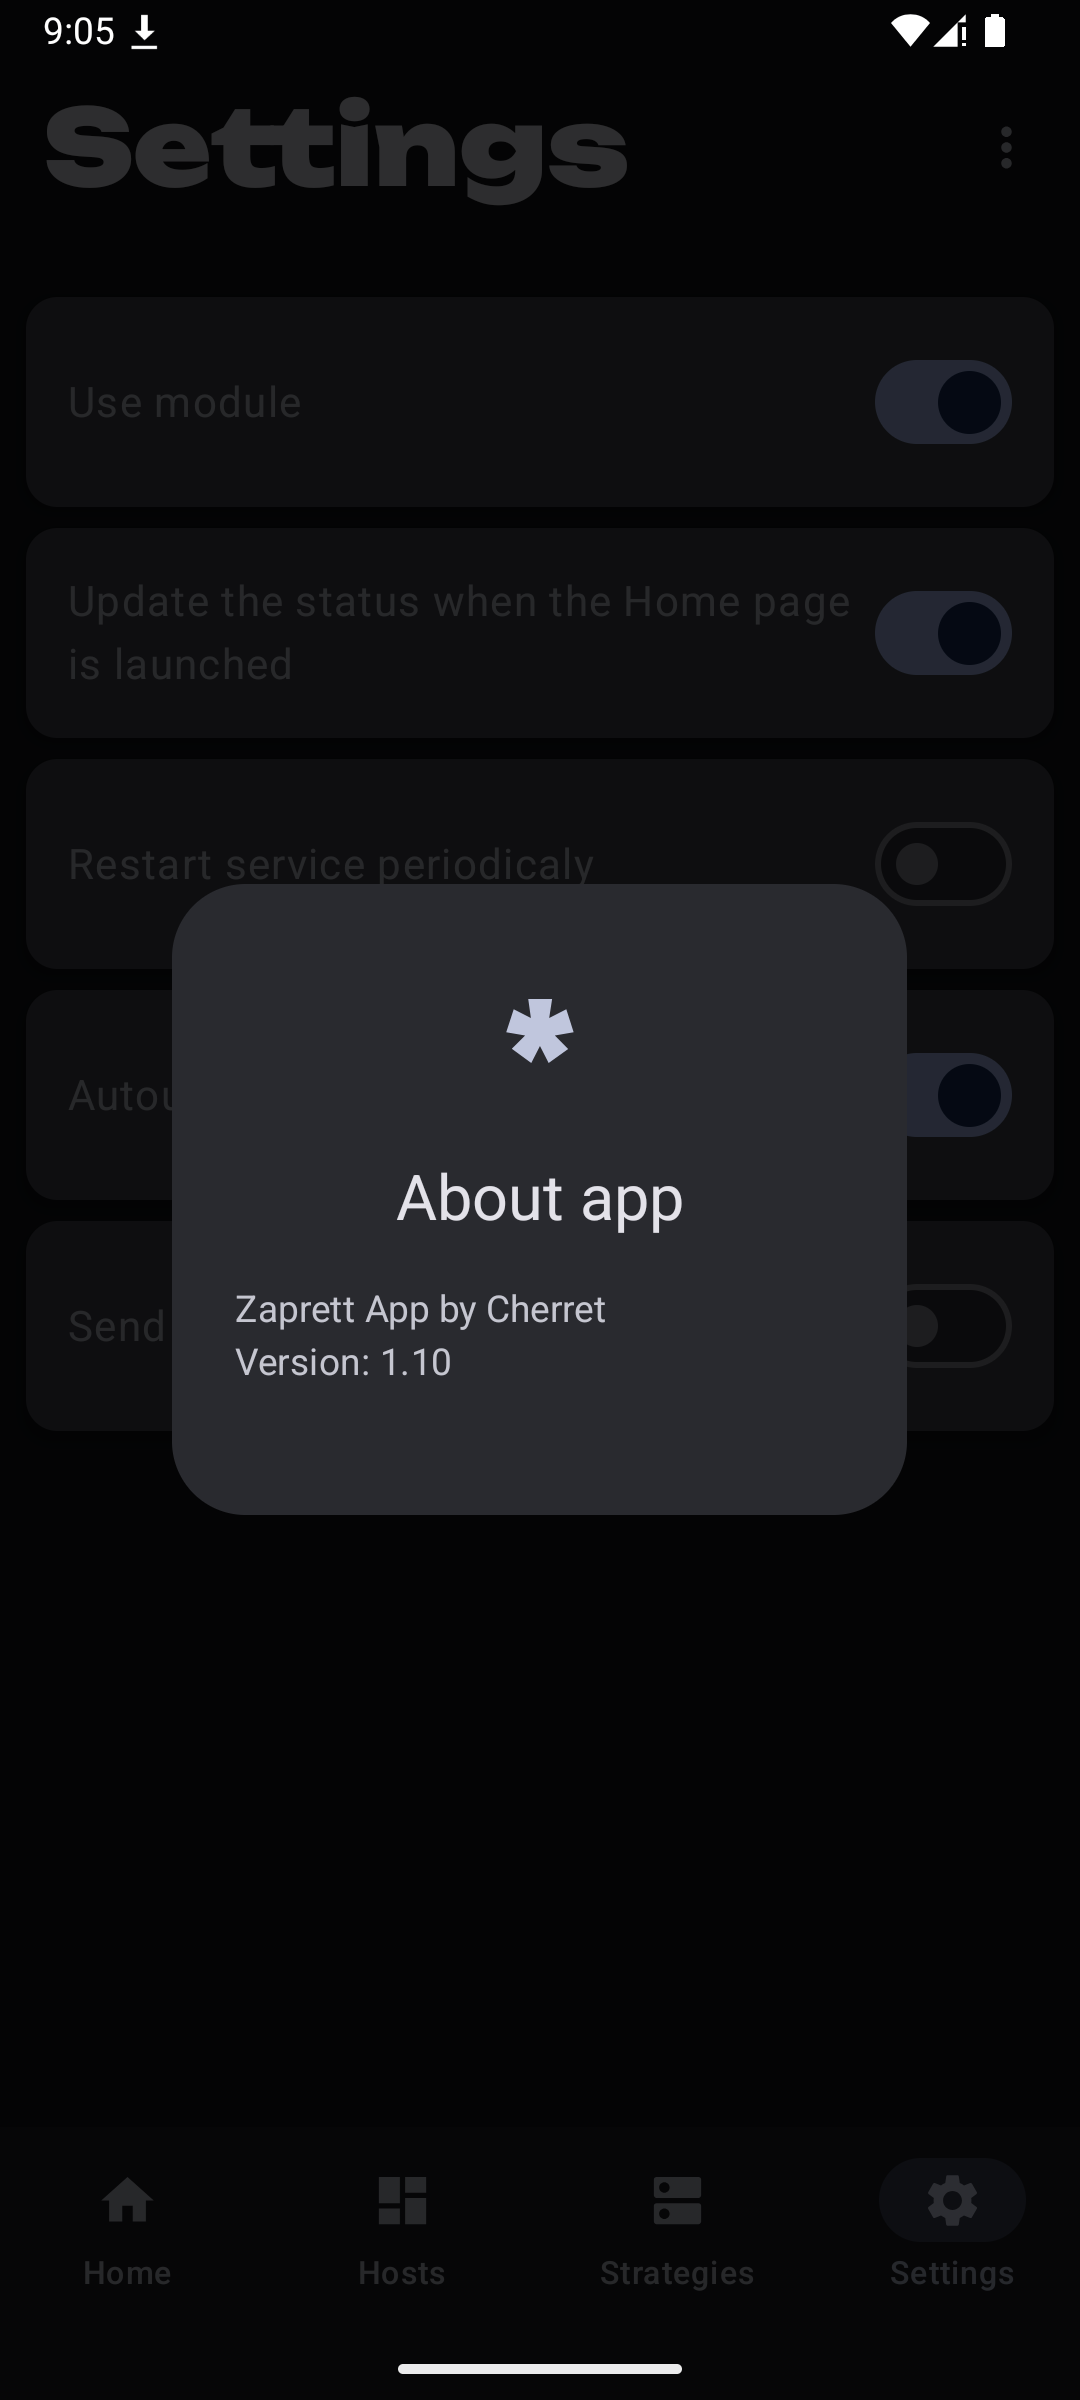 9:05
Settings
Use module
Update the status when the Home page
is launched
Restart service periodicaly
Send
About app
Zaprett App by Cherret
Version: 1.10
Home
Hosts
Strategies
Settings